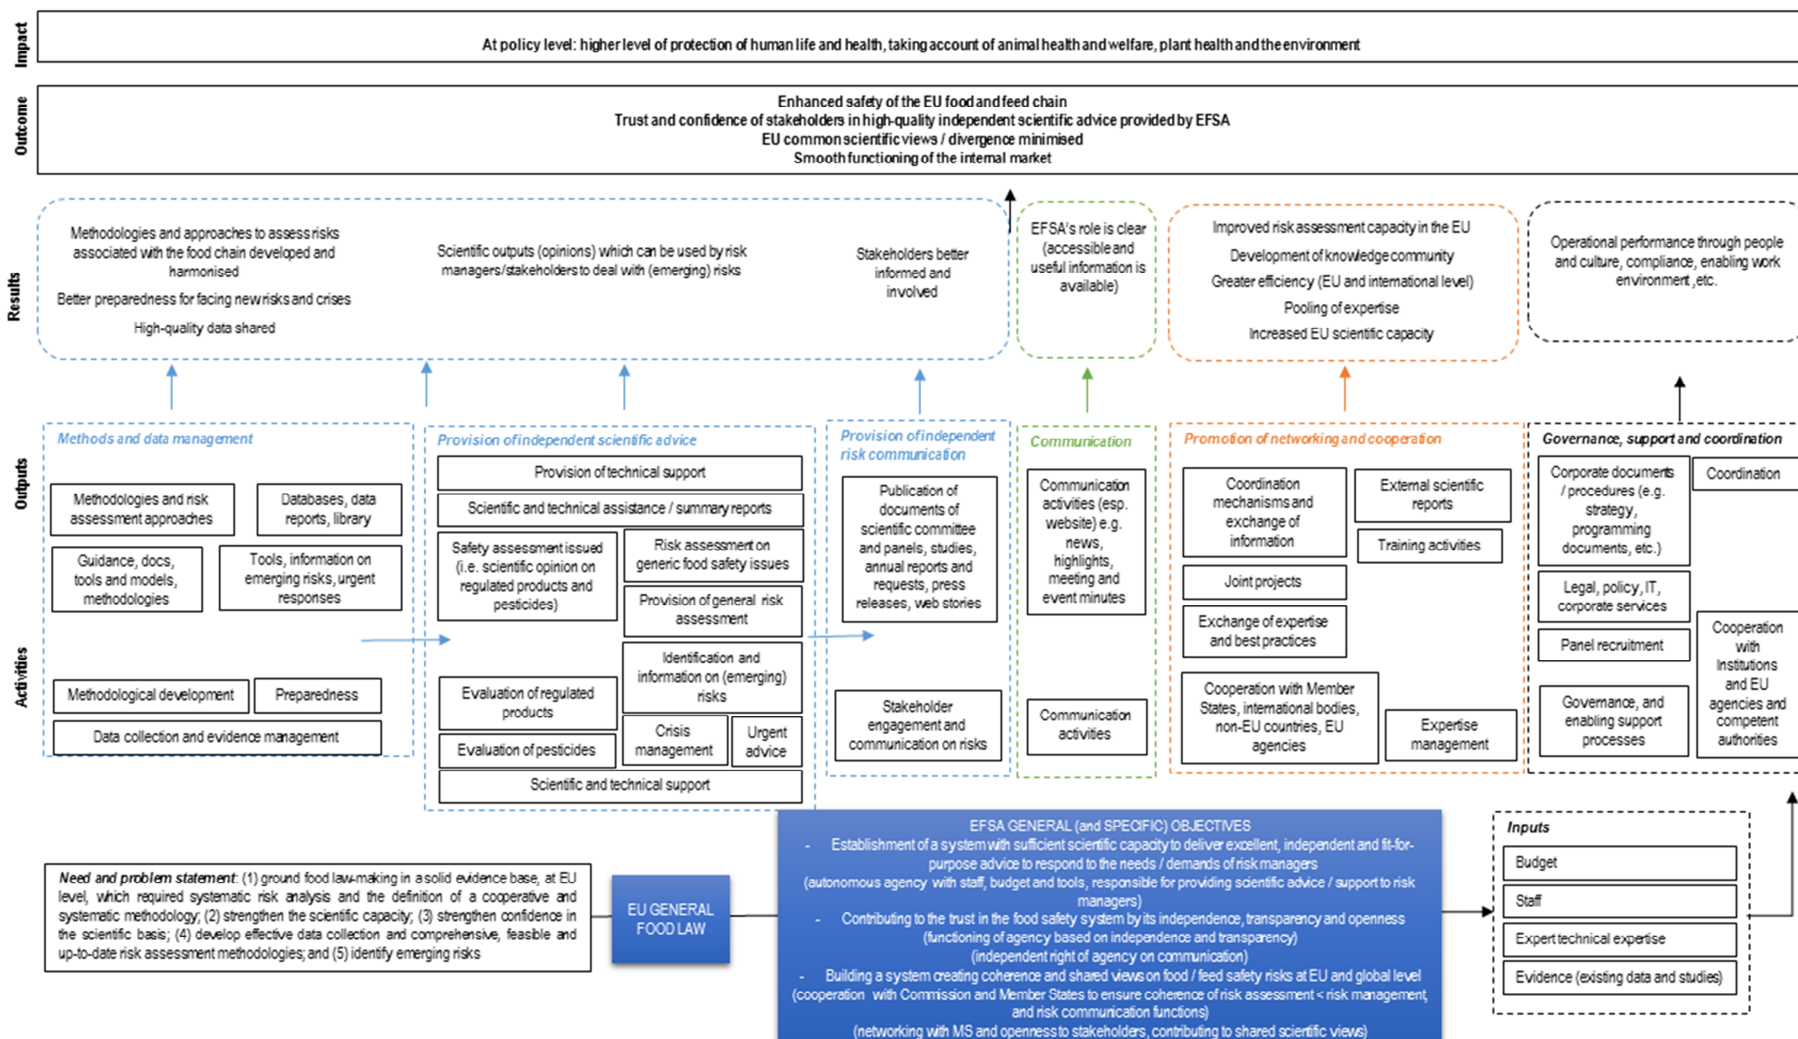 Impact
At policy level: higher level of protection of human life and health, taking account of animal health and welfare, plant health and the environment
Outcome
Enhanced safety of the EU food and feed chain
Trust and confidence of stakeholders in high-quality independent scientific advice provided by EFSA
EU common scientific views / divergence minimised
Smooth functioning of the internal market
Results
Methodologies and approaches to assess risks
associated with the food chain developed and
harmonised
Better preparedness for facing new risks and crises
High-quality data shared
Scientific outputs (opinions) which can be used by risk
managers/stakeholders to deal with (emerging) risks
Stakeholders better
informed and
involved
EFSA's role is clear
(accessible and
useful information is
available)
Improved risk assessment capacity in the EU
Development of knowledge community
Greater efficiency (EU and international level)
Pooling of expertise
Increased EU scientific capacity
Operational performance through people
and culture, compliance, enabling work
environment ,etc.
Outputs
Activities
Methods and data management
Methodologies and risk
assessment approaches
Databases, data
reports, library
Guidance, docs,
tools and models,
methodologies
Tools, information on
emerging risks, urgent
responses
Methodological development
Preparedness
Data collection and evidence management
Provision of independent scientific advice
Provision of technical support
Scientific and technical assistance / summary reports
Safety assessment issued
(i.e. scientific opinion on
regulated products and
pesticides)
Risk assessment on
generic food safety issues
Provision of general risk
assessment
Identification and
information on (emerging)
risks
Evaluation of regulated
products
Evaluation of pesticides
Crisis
management
Urgent
advice
Scientific and technical support
Provision of independent
risk communication
Publication of
documents of
scientific committee
and panels, studies,
annual reports and
requests, press
releases, web stories
Stakeholder
engagement and
communication on risks
Communication
Communication
activities (esp.
website) e.g.
news,
highlights,
meeting and
event minutes
Communication
activities
Promotion of networking and cooperation
Coordination
mechanisms and
exchange of
information
External scientific
reports
Training activities
Joint projects
Exchange of expertise
and best practices
Cooperation with Member
States, international bodies,
non-EU countries, EU
agencies
Expertise
management
Governance, support and coordination
Corporate documents
/ procedures (e.g.
strategy,
programming
documents, etc.)
Coordination
Legal, policy, IT,
corporate services
Panel recruitment
Governance, and
enabling support
processes
Cooperation
with
Institutions
and EU
agencies and
competent
authorities
Need and problem statement: (1) ground food law-making in a solid evidence base, at EU
level, which required systematic risk analysis and the definition of a cooperative and
systematic methodology; (2) strengthen the scientific capacity; (3) strengthen confidence in
the scientific basis; (4) develop effective data collection and comprehensive, feasible and
up-to-date risk assessment methodologies; and (5) identify emerging risks
EU GENERAL
FOOD LAW
EFSA GENERAL (and SPECIFIC) OBJECTIVES
- Establishment of a system with sufficient scientific capacity to deliver excellent, independent and fit-for-
purpose advice to respond to the needs / demands of risk managers
(autonomous agency with staff, budget and tools, responsible for providing scientific advice / support to risk
managers)
- Contributing to the trust in the food safety system by its independence, transparency and openness
(functioning of agency based on independence and transparency)
(independent right of agency on communication)
- Building a system creating coherence and shared views on food / feed safety risks at EU and global level
(cooperation with Commission and Member States to ensure coherence of risk assessment < risk management,
and risk communication functions)
(networking with MS and openness to stakeholders, contributing to shared scientific views)
Inputs
Budget
Staff
Expert technical expertise
Evidence (existing data and studies)